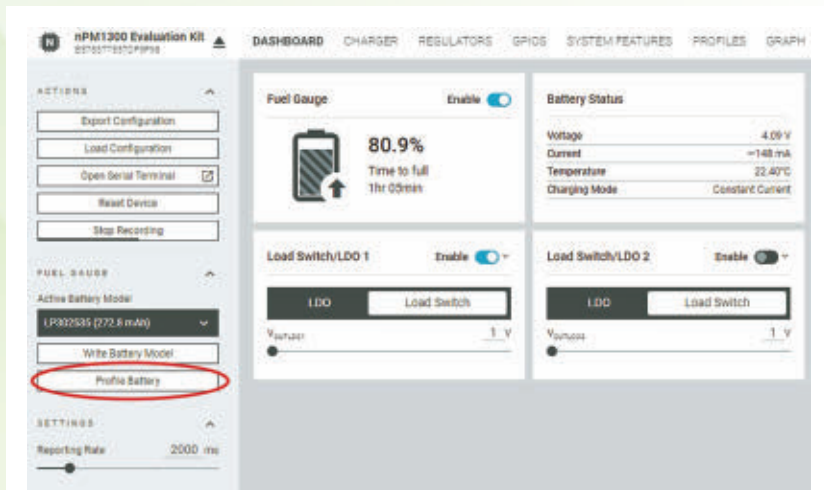 nPM1300 Evaluation Kit
DASHBOARD CHARGER REGULATORS GPIOS SYSTEM FEATURES PROFILES GRAPH
ACTIONS
Export Configuration
Load Configuration
Open Serial Terminal
Reset Device
Stop Recording
FUEL GAUGE
Active Battery Model
LP302535 (272.8 mAh)
Write Battery Model
Profile Battery
SETTINGS
Reporting Rate 2000 ms
Fuel Gauge Enable
80.9%
Time to full
1hr 05min
Battery Status
Voltage 4.09 V
Current ~148 mA
Temperature 22.40°C
Charging Mode Constant Current
Load Switch/LDO 1 Enable
LDO Load Switch
1 V
Load Switch/LDO 2 Enable
LDO Load Switch
1 V